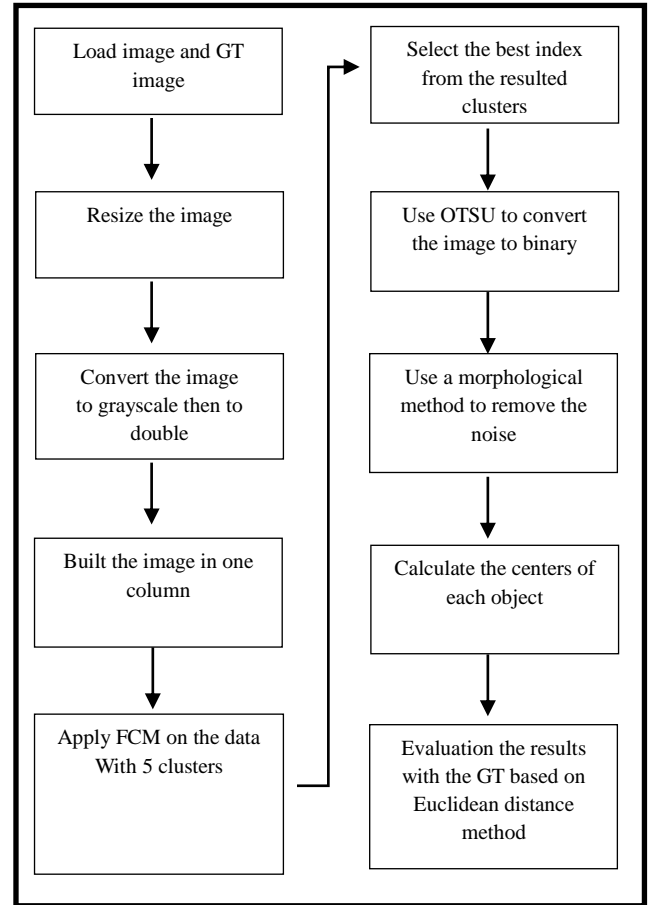 Load image and GT
image
Resize the image
Convert the image
to grayscale then to
double
Built the image in one
column
Apply FCM on the data
With 5 clusters
Select the best index
from the resulted
clusters
Use OTSU to convert
the image to binary
Use a morphological
method to remove the
noise
Calculate the centers of
each object
Evaluation the results
with the GT based on
Euclidean distance
method